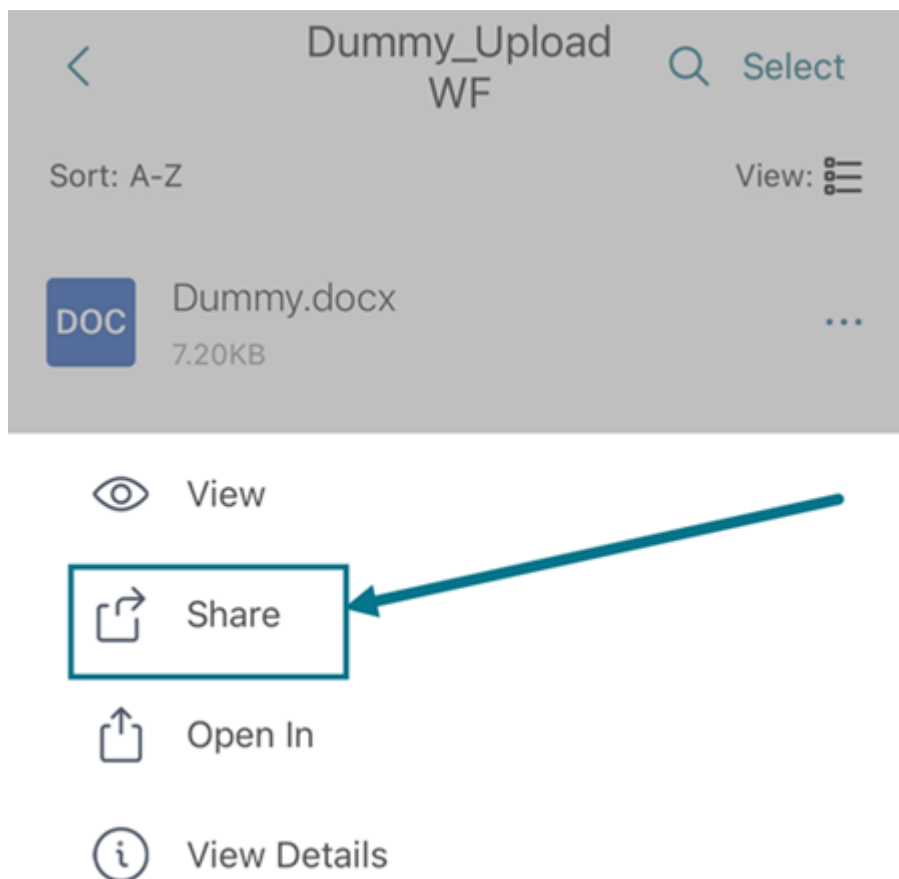 Dummy_Upload
WF
Select
Sort: A-Z
View:
DOC
Dummy.docx
7.20KB
View
Share
Open In
View Details